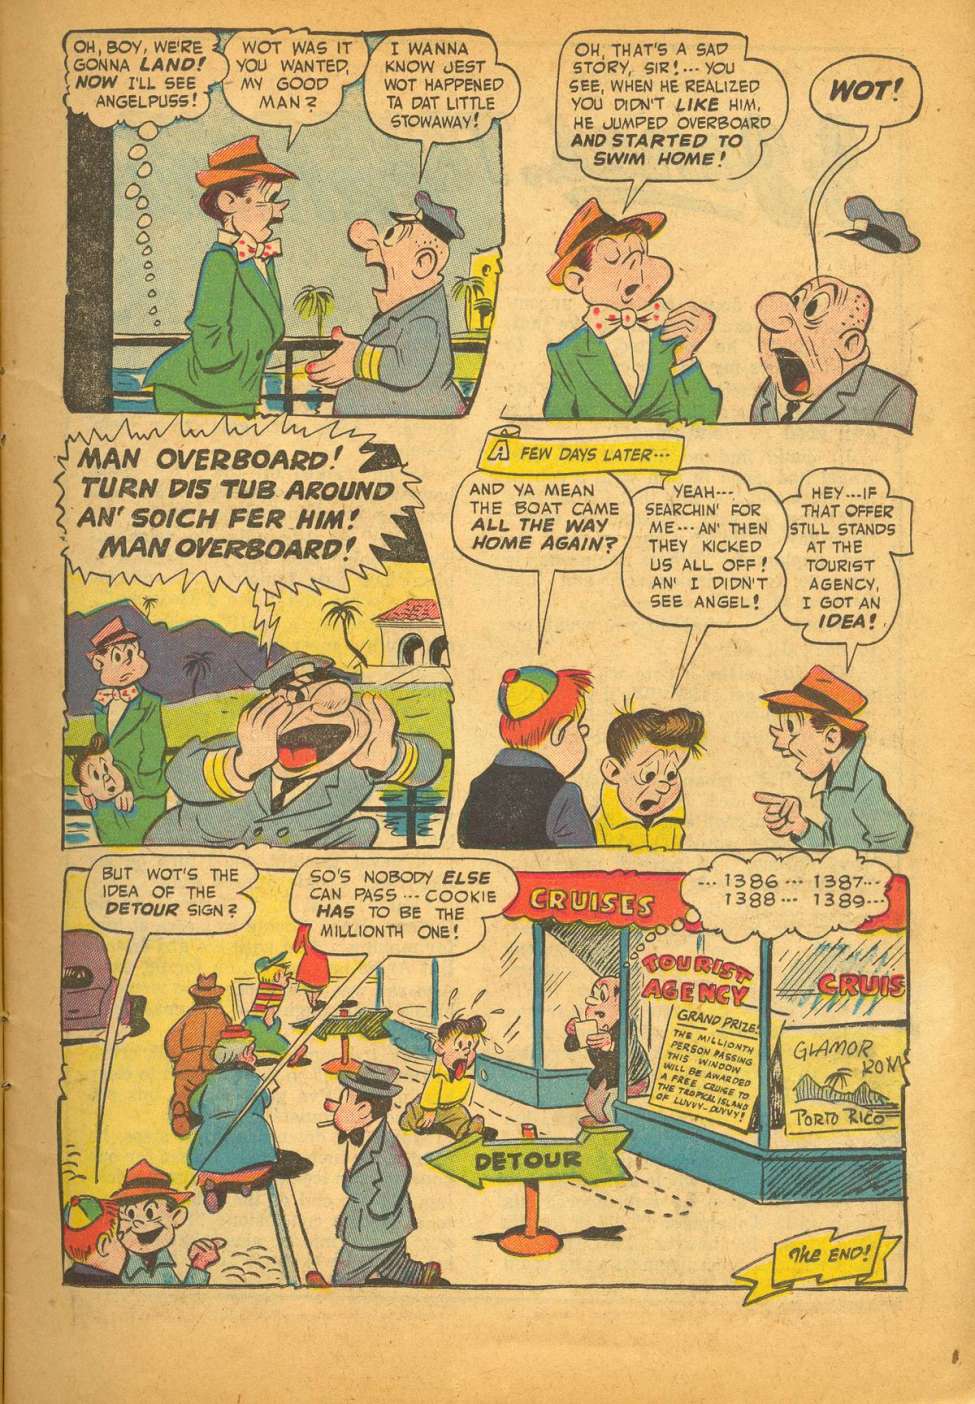 OH, BOY, WE'RE
GONNA LAND!
NOW I'LL SEE
ANGELPUSS!
WOT WAS IT
YOU WANTED,
MY GOOD
MAN?
I WANNA
KNOW JEST
WOT HAPPENED
TA DAT LITTLE
STOWAWAY!
OH, THAT'S A SAD
STORY, SIR!--- YOU
SEE, WHEN HE REALIZED
YOU DIDN'T LIKE HIM,
HE JUMPED OVERBOARD
AND STARTED TO
SWIM HOME!
WOT!
MAN OVERBOARD!
TURN DIS TUB AROUND
AN' SOICH FER HIM!
MAN OVERBOARD!
A FEW DAYS LATER---
AND YA MEAN
THE BOAT CAME
ALL THE WAY
HOME AGAIN?
YEAH---
SEARCHIN' FOR
ME--- AN' THEN
THEY KICKED
US ALL OFF!
AN' I DIDN'T
SEE ANGEL!
HEY---IF
THAT OFFER
STILL STANDS
AT THE
TOURIST
AGENCY,
I GOT AN
IDEA!
BUT WOT'S THE
IDEA OF THE
DETOUR SIGN?
SO'S NOBODY ELSE
CAN PASS --- COOKIE
HAS TO BE THE
MILLIONTH ONE!
--- 1386 --- 1387---
1388 --- 1389---
CRUISES
TOURIST
AGENCY
CRUIS
GRAND PRIZE!
THE MILLIONTH
PERSON PASSING
THIS WINDOW
WILL BE AWARDED
A FREE CRUISE TO
THE TROPICAL ISLAND
OF LUVVY-DUVVY!
GLAMOR
ROM
PORTO RICO
DETOUR
The END!